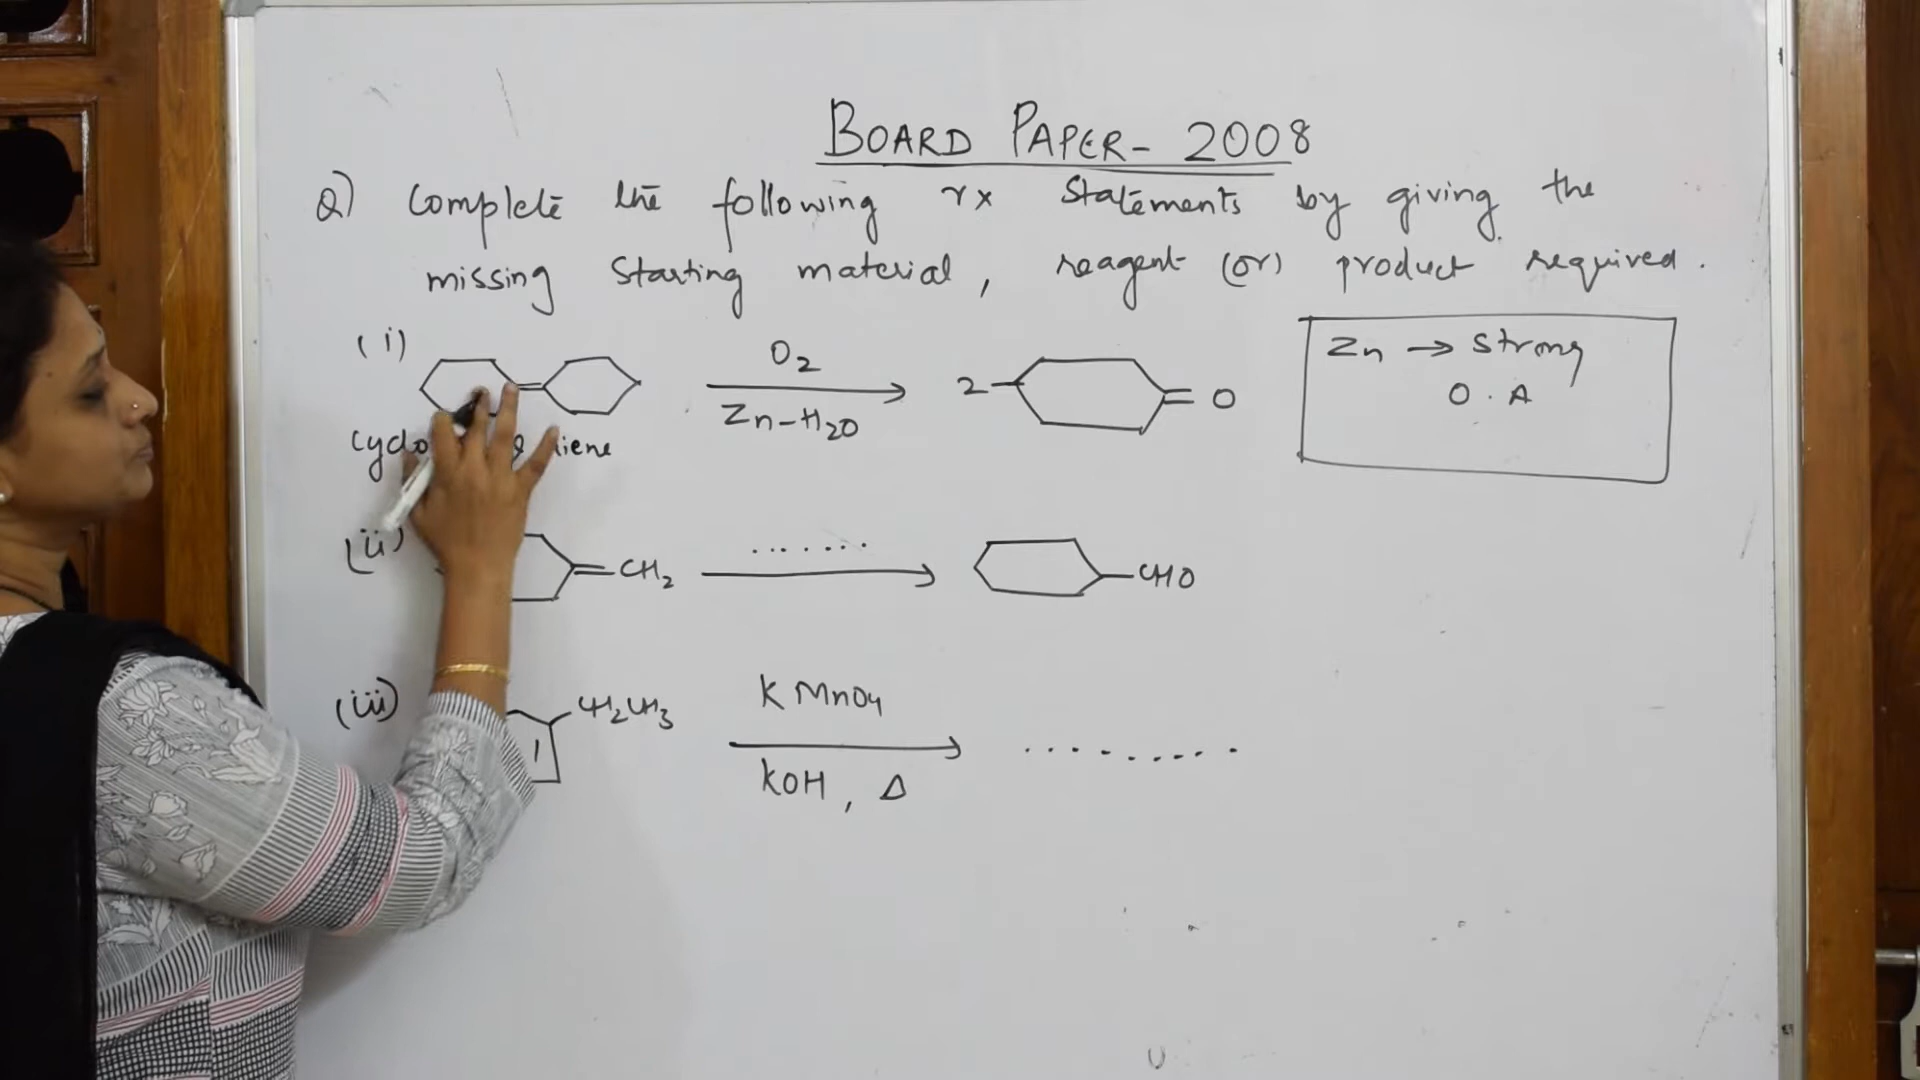 BOARD PAPER - 2008
Q) Complete the following rx statements by giving the
missing starting material, reagent (or) product required.
(i)
O2
Zn-H2O
2
O
Zn → strong
O.A
(ii)
CH2
.......
CHO
(iii)
CH2CH3
KMnO4
KOH, Δ
.........